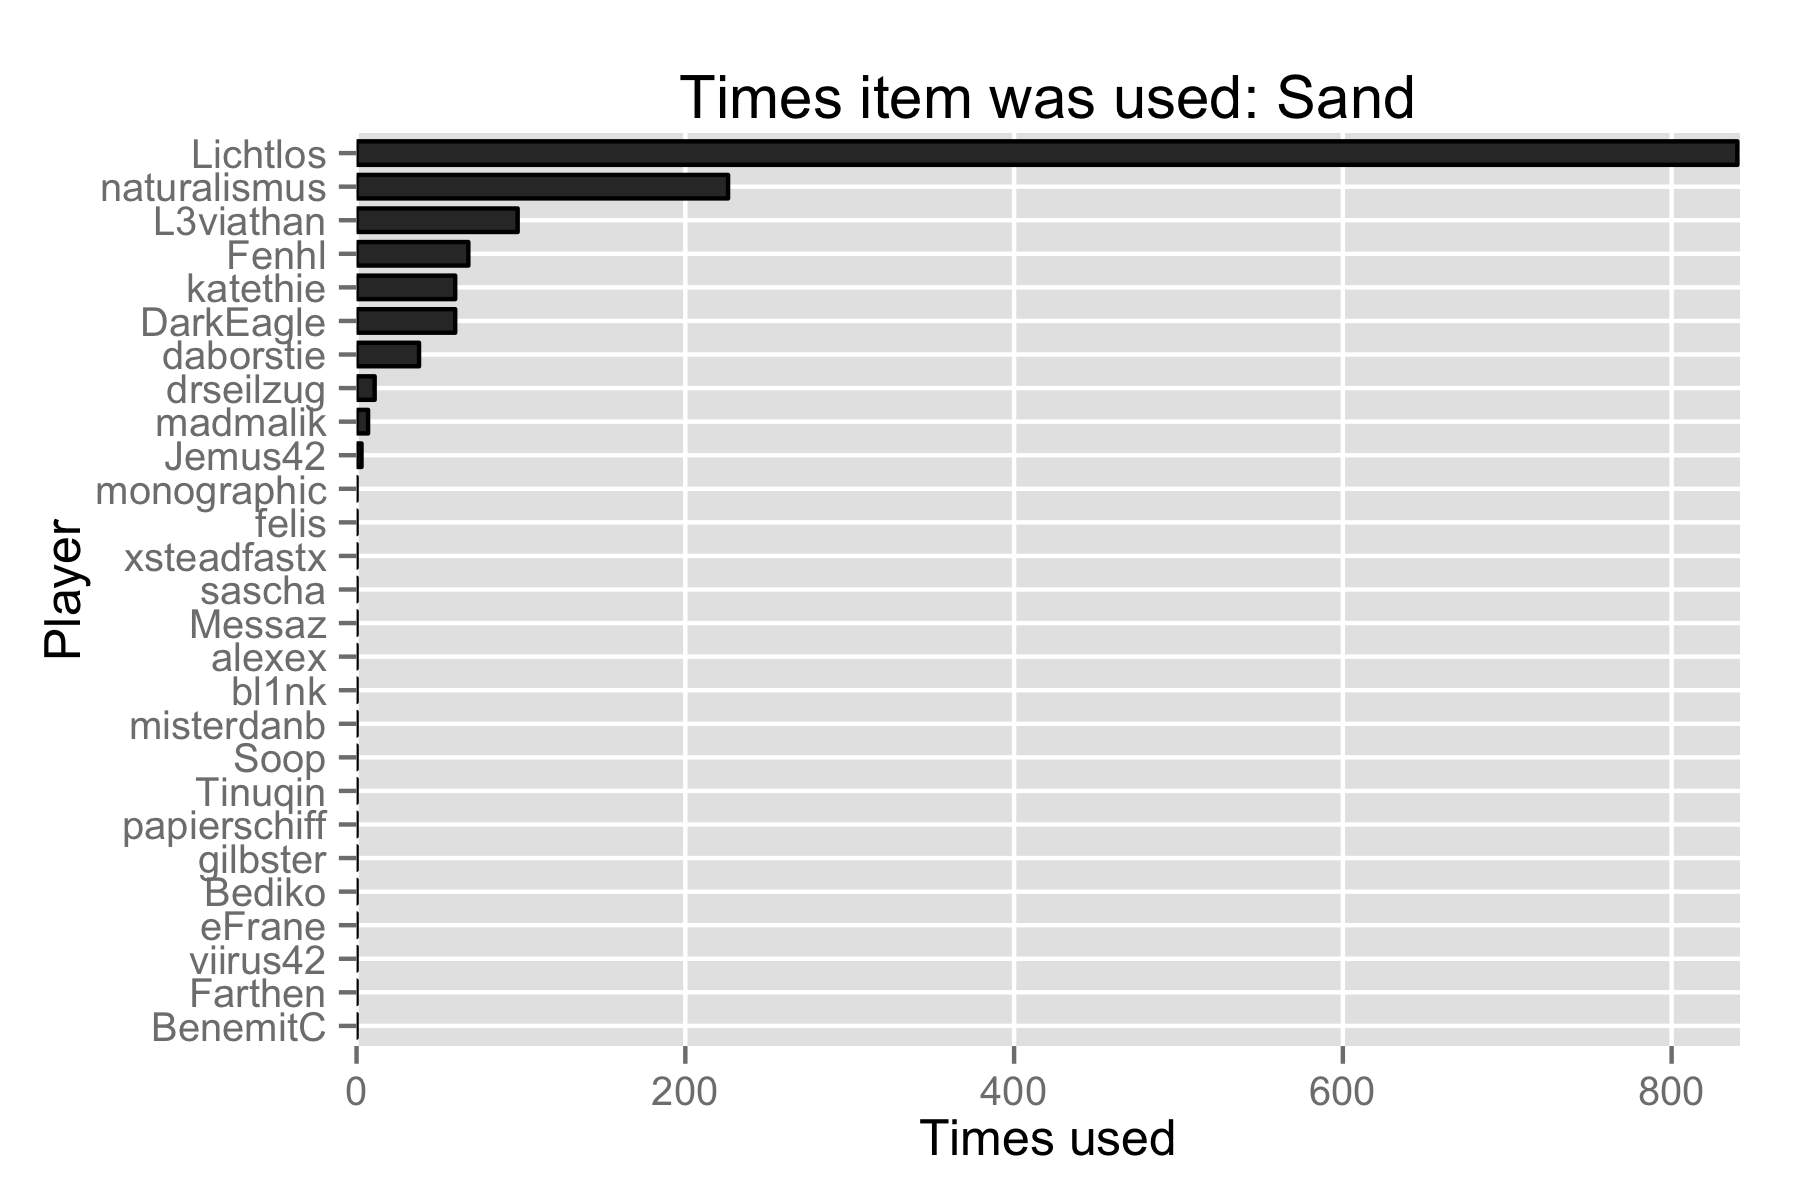 Times item was used: Sand
Lichtlos
naturalismus
L3viathan
Fenhl
katethie
DarkEagle
daborstie
drseilzug
madmalik
Jemus42
monographic
felis
xsteadfastx
sascha
Messaz
alexex
bl1nk
misterdanb
Soop
Tinuqin
papierschiff
gilbster
Bediko
eFrane
viirus42
Farthen
BenemitC
Player
0 200 400 600 800
Times used